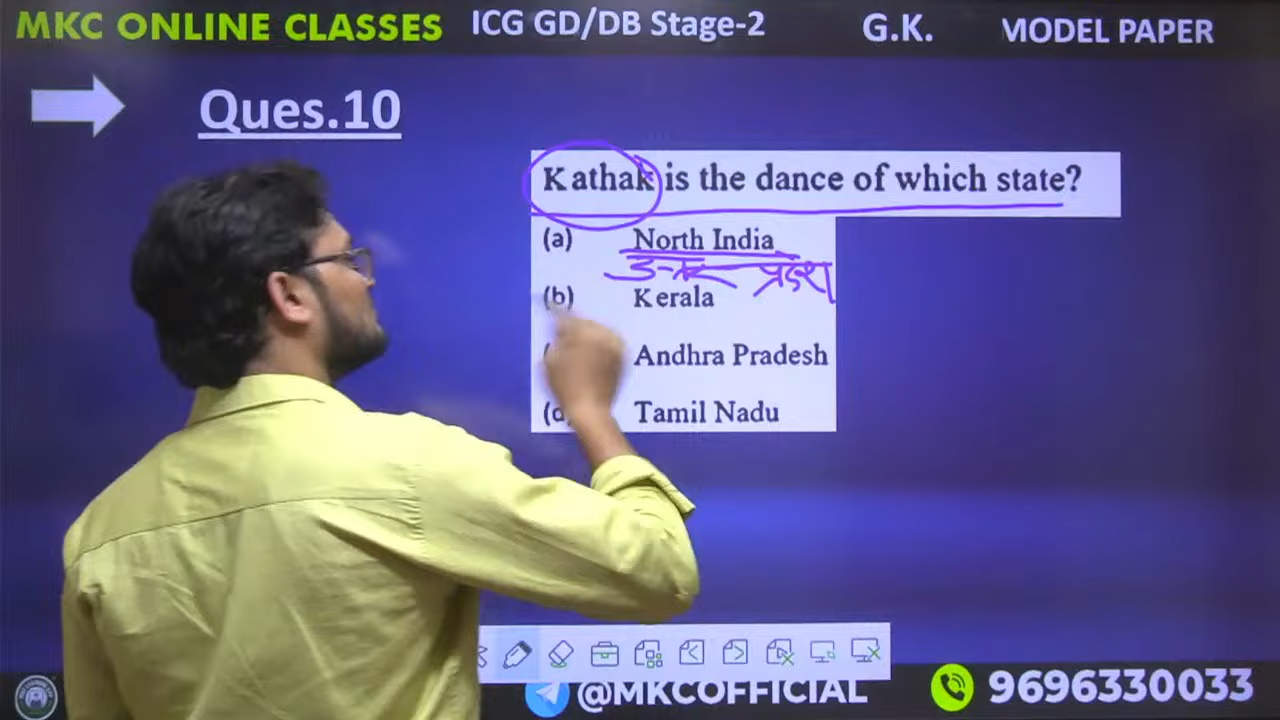 MKC ONLINE CLASSES ICG GD/DB Stage-2 G.K. MODEL PAPER
Ques.10
Kathak is the dance of which state?
(a) North India
उत्तर प्रदेश
(b) Kerala
Andhra Pradesh
(d) Tamil Nadu
@MKCOFFICIAL 9696330033